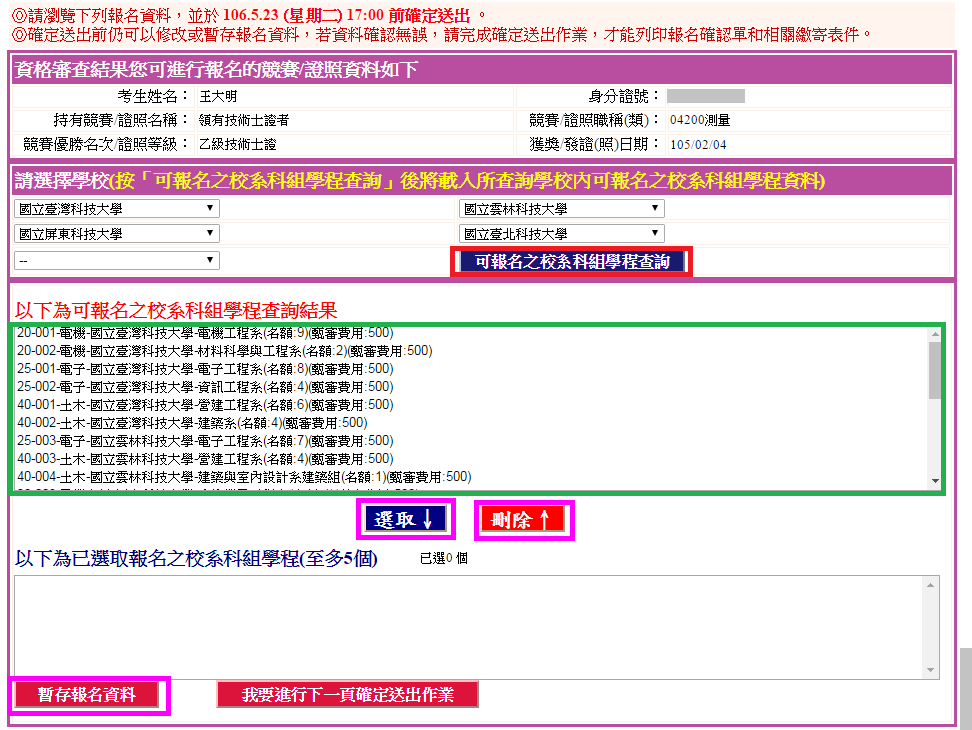 ◎請瀏覽下列報名資料，並於 106.5.23 (星期二) 17:00 前確定送出 。
◎確定送出前仍可以修改或暫存報名資料，若資料確認無誤，請完成確定送出作業，才能列印報名確認單和相關繳寄表件。
資格審查結果您可進行報名的競賽/證照資料如下
考生姓名： 王大明 身分證號：
持有競賽/證照名稱： 領有技術士證者 競賽/證照職稱(類)： 04200測量
競賽優勝名次/證照等級： 乙級技術士證 獲獎/發證(照)日期： 105/02/04
請選擇學校(按「可報名之校系科組學程查詢」後將載入所查詢學校內可報名之校系科組學程資料)
國立臺灣科技大學 國立雲林科技大學
國立屏東科技大學 國立臺北科技大學
-- 可報名之校系科組學程查詢
以下為可報名之校系科組學程查詢結果
20-001-電機-國立臺灣科技大學-電機工程系(名額:9)(甄審費用:500)
20-002-電機-國立臺灣科技大學-材料科學與工程系(名額:2)(甄審費用:500)
25-001-電子-國立臺灣科技大學-電子工程系(名額:8)(甄審費用:500)
25-002-電子-國立臺灣科技大學-資訊工程系(名額:4)(甄審費用:500)
40-001-土木-國立臺灣科技大學-營建工程系(名額:6)(甄審費用:500)
40-002-土木-國立臺灣科技大學-建築系(名額:4)(甄審費用:500)
25-003-電子-國立雲林科技大學-電子工程系(名額:7)(甄審費用:500)
40-003-土木-國立雲林科技大學-營建工程系(名額:4)(甄審費用:500)
40-004-土木-國立雲林科技大學-建築與室內設計系建築組(名額:1)(甄審費用:500)
選取↓ 刪除↑
以下為已選取報名之校系科組學程(至多5個) 已選0 個
暫存報名資料 我要進行下一頁確定送出作業